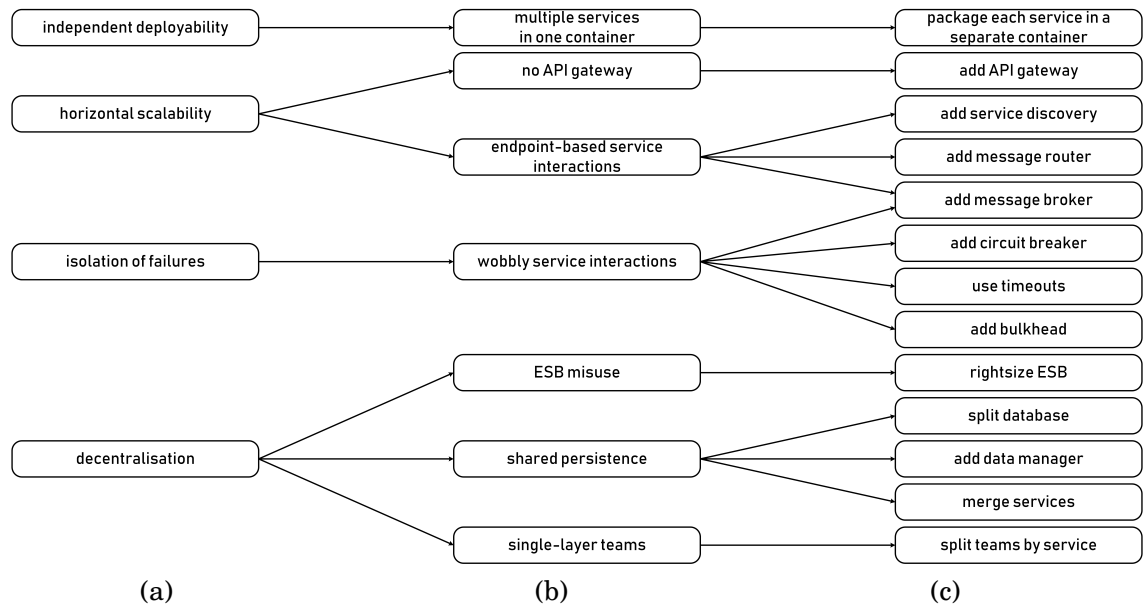 independent deployability
multiple services
in one container
package each service in a
separate container
no API gateway
add API gateway
horizontal scalability
add service discovery
endpoint-based service
interactions
add message router
add message broker
isolation of failures
wobbly service interactions
add circuit breaker
use timeouts
add bulkhead
ESB misuse
rightsize ESB
split database
decentralisation
shared persistence
add data manager
merge services
single-layer teams
split teams by service
(a)
(b)
(c)